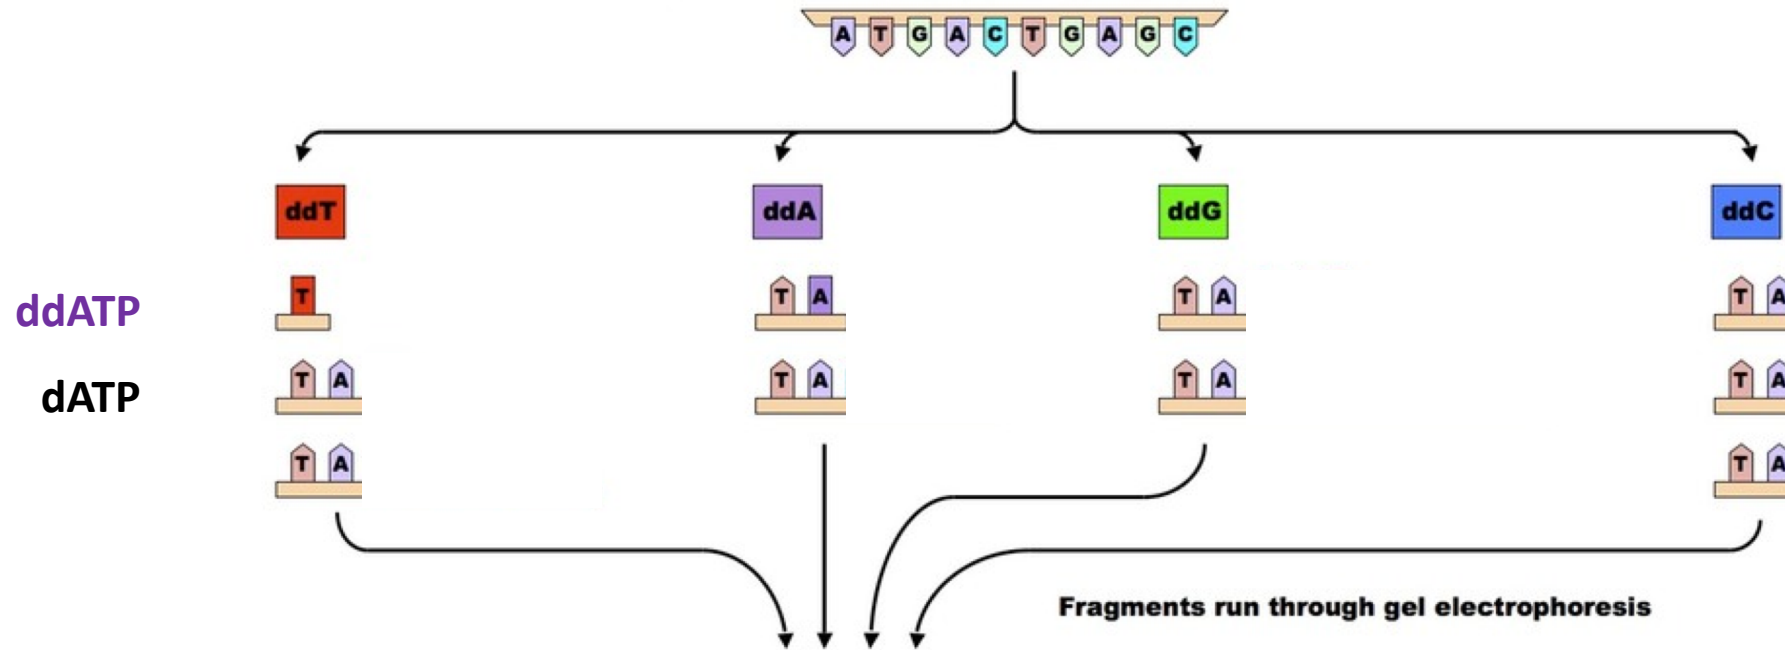 A T G A C T G A G C
ddT ddA ddG ddC
ddATP T T A T A T A
dATP T A T A T A T A
T A T A
Fragments run through gel electrophoresis